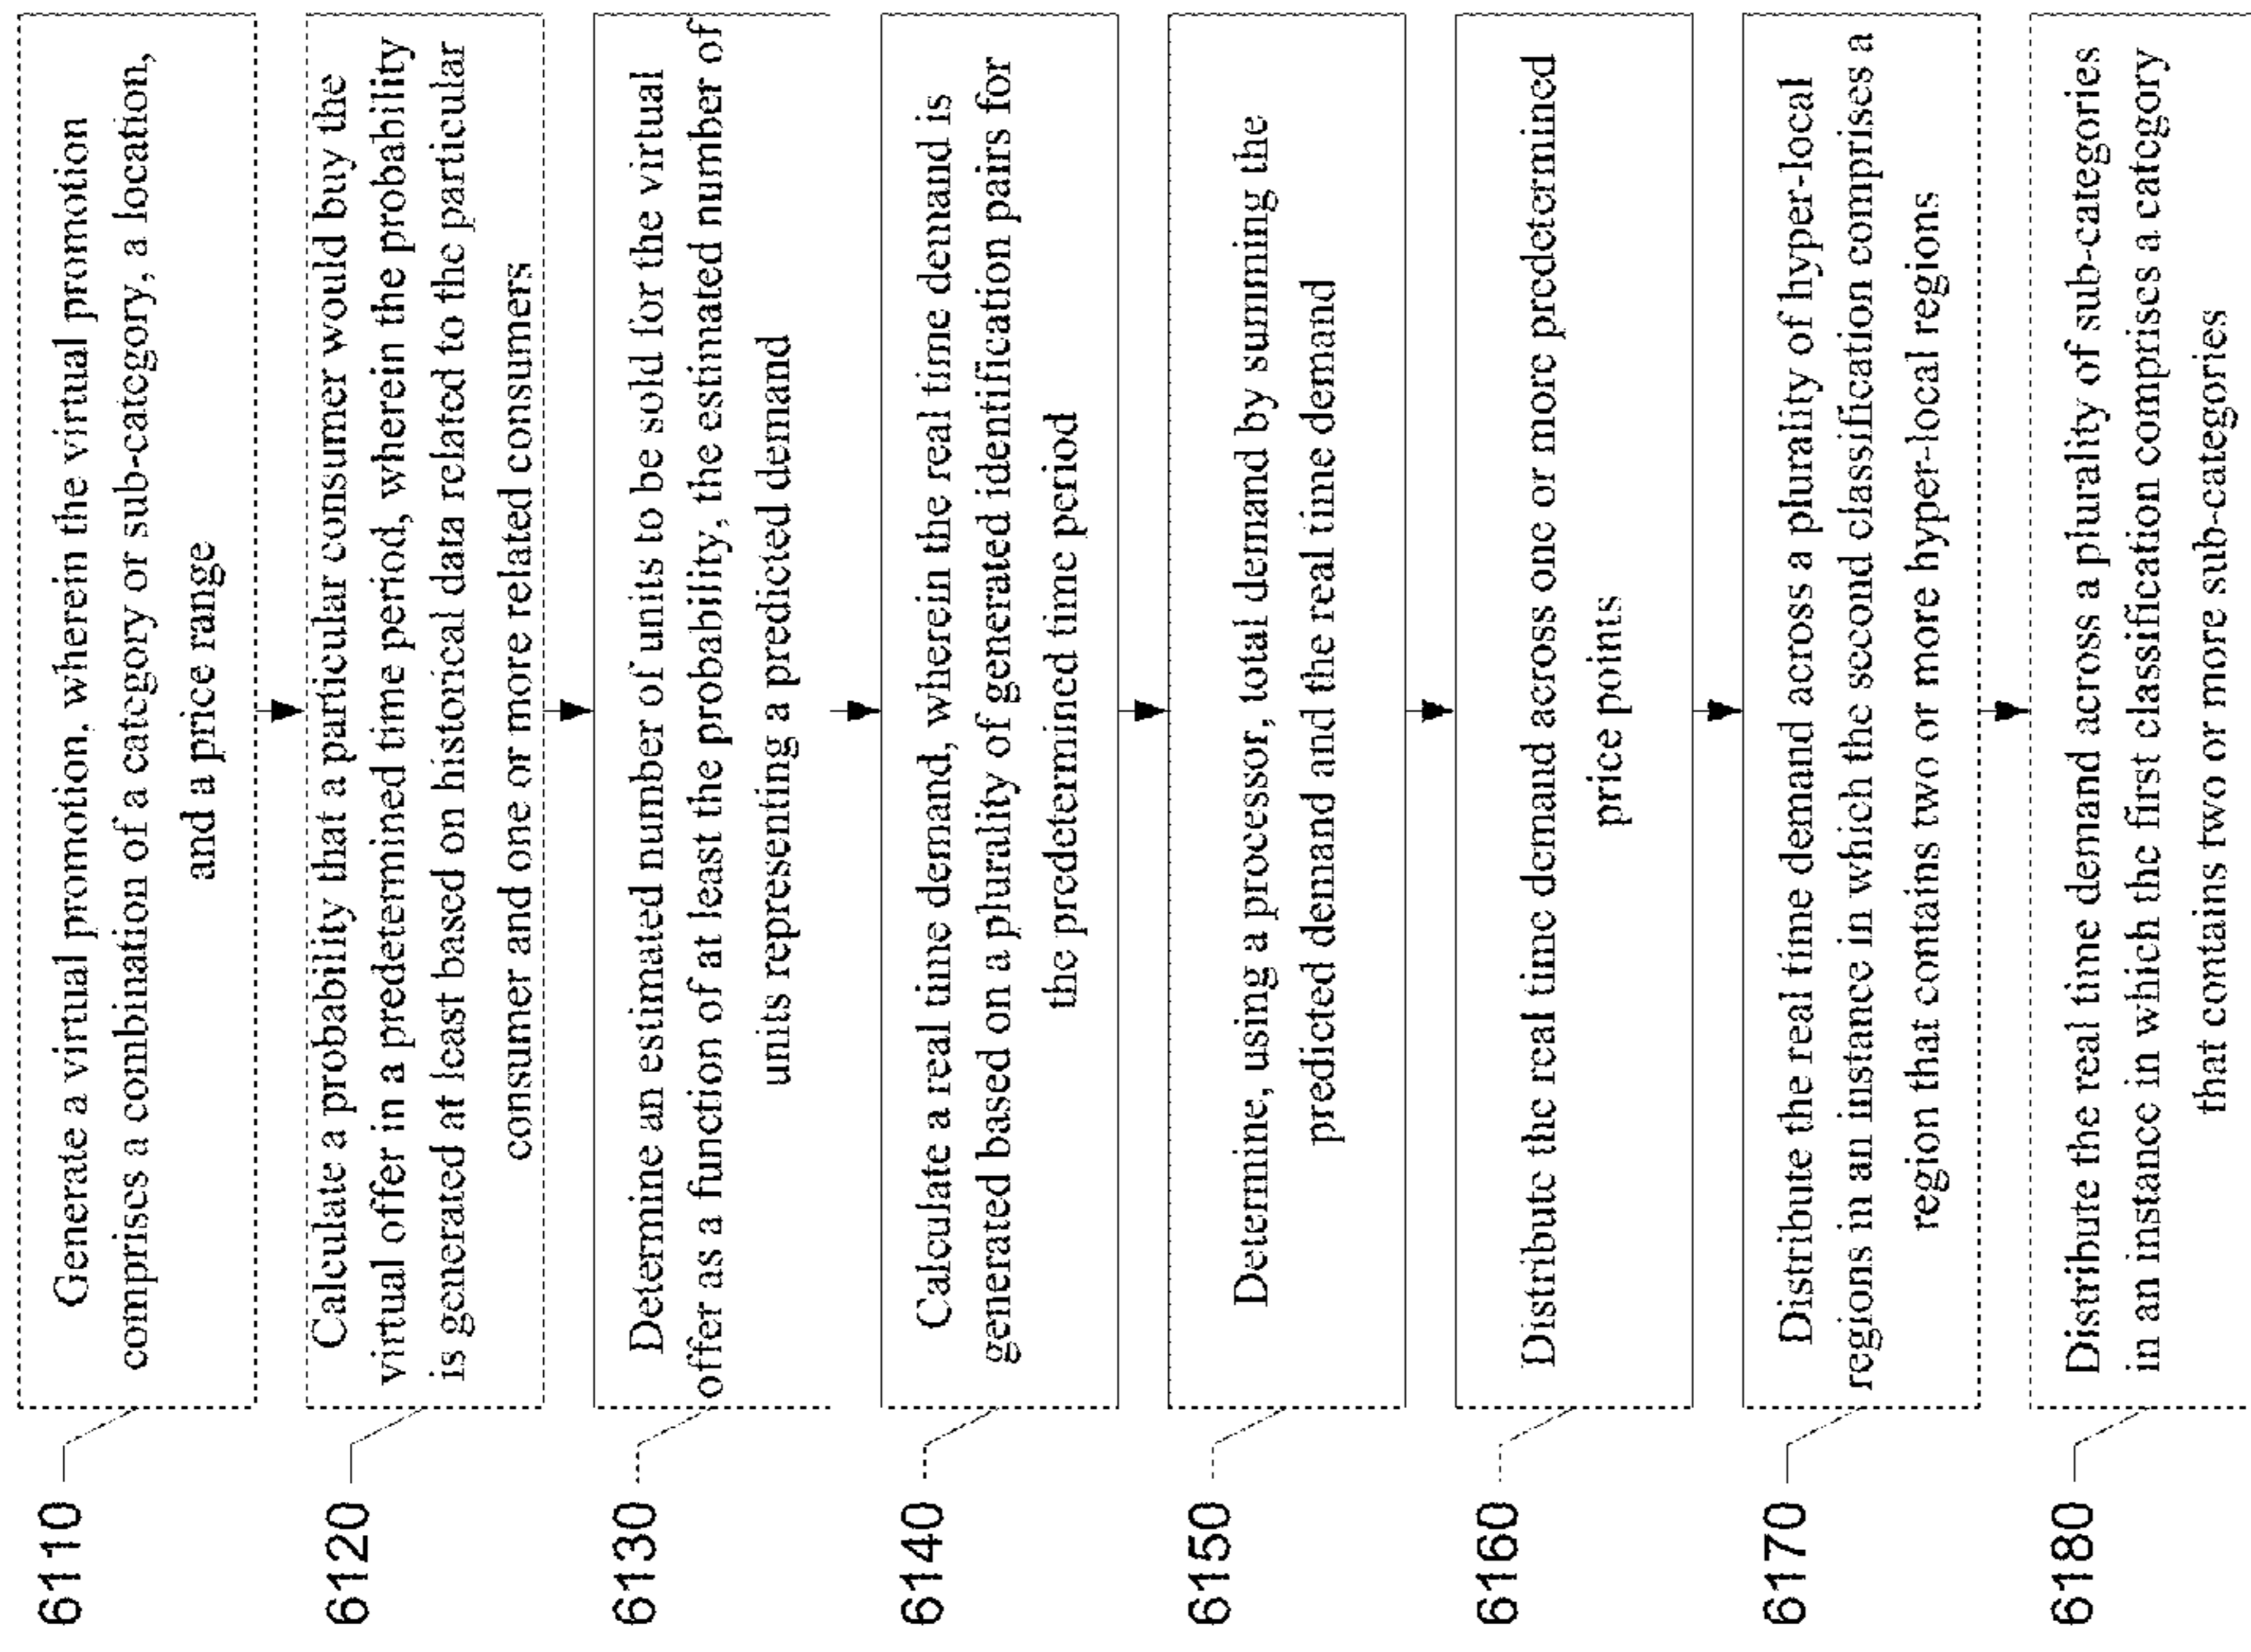 6110
Generate a virtual promotion, wherein the virtual promotion
comprises a combination of a category or sub-category, a location,
and a price range
6120
Calculate a probability that a particular consumer would buy the
virtual offer in a predetermined time period, wherein the probability
is generated at least based on historical data related to the particular
consumer and one or more related consumers
6130
Determine an estimated number of units to be sold for the virtual
offer as a function of at least the probability, the estimated number of
units representing a predicted demand
6140
Calculate a real time demand, wherein the real time demand is
generated based on a plurality of generated identification pairs for
the predetermined time period
6150
Determine, using a processor, total demand by summing the
predicted demand and the real time demand
6160
Distribute the real time demand across one or more predetermined
price points
6170
Distribute the real time demand across a plurality of hyper-local
regions in an instance in which the second classification comprises a
region that contains two or more hyper-local regions
6180
Distribute the real time demand across a plurality of sub-categories
in an instance in which the first classification comprises a category
that contains two or more sub-categories